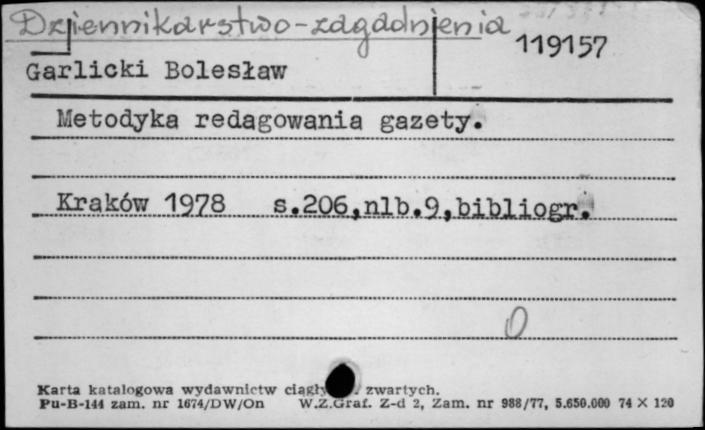 Dziennikarstwo-zagadnienia
119157
Garlicki Bolesław
Metodyka redagowania gazety.
Kraków 1978 s.206,nlb.9,bibliogr.
0
Karta katalogowa wydawnictw zwartych.
Pu-B-144 zam. nr 1674/DW/On W.Z.Graf. Z-d 2, Zam. nr 988/77, 5.650.000 74 X 120